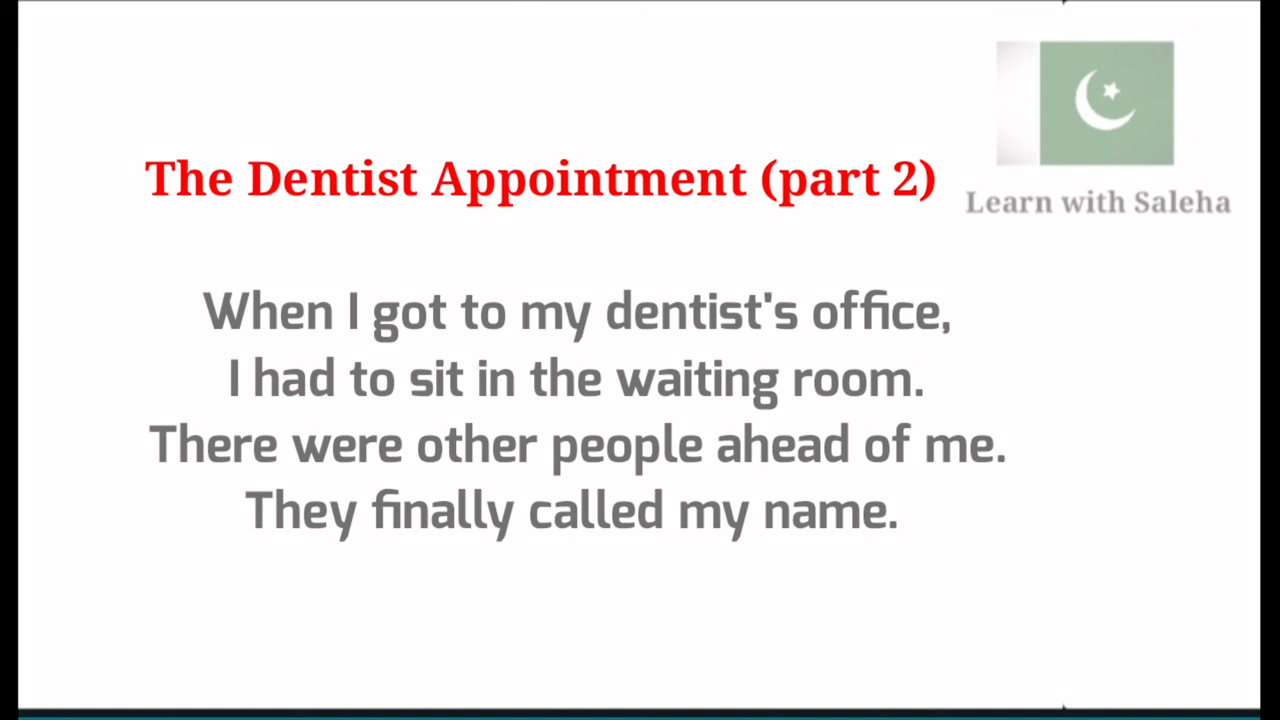 The Dentist Appointment (part 2)
Learn with Saleha
When I got to my dentist's office,
I had to sit in the waiting room.
There were other people ahead of me.
They finally called my name.